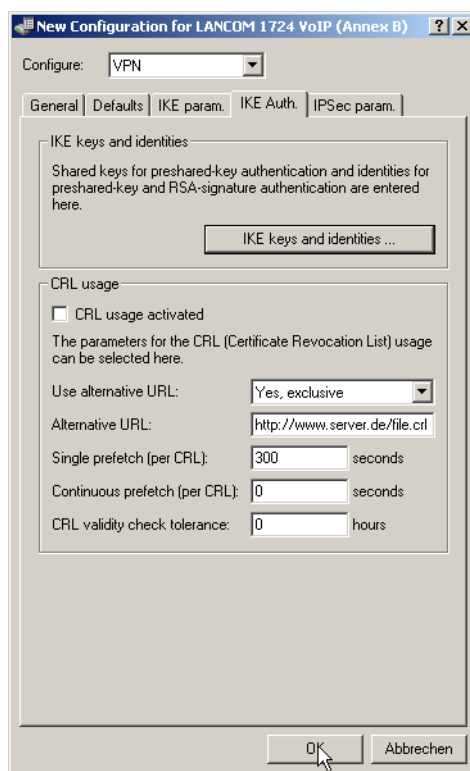 New Configuration for LANCOM 1724 VoIP (Annex B)
Configure: VPN
General Defaults IKE param. IKE Auth. IPSec param.
IKE keys and identities
Shared keys for preshared-key authentication and identities for
preshared-key and RSA-signature authentication are entered
here.
IKE keys and identities ...
CRL usage
CRL usage activated
The parameters for the CRL (Certificate Revocation List) usage
can be selected here.
Use alternative URL: Yes, exclusive
Alternative URL: http://www.server.de/file.crl
Single prefetch (per CRL): 300 seconds
Continuous prefetch (per CRL): 0 seconds
CRL validity check tolerance: 0 hours
OK Abbrechen